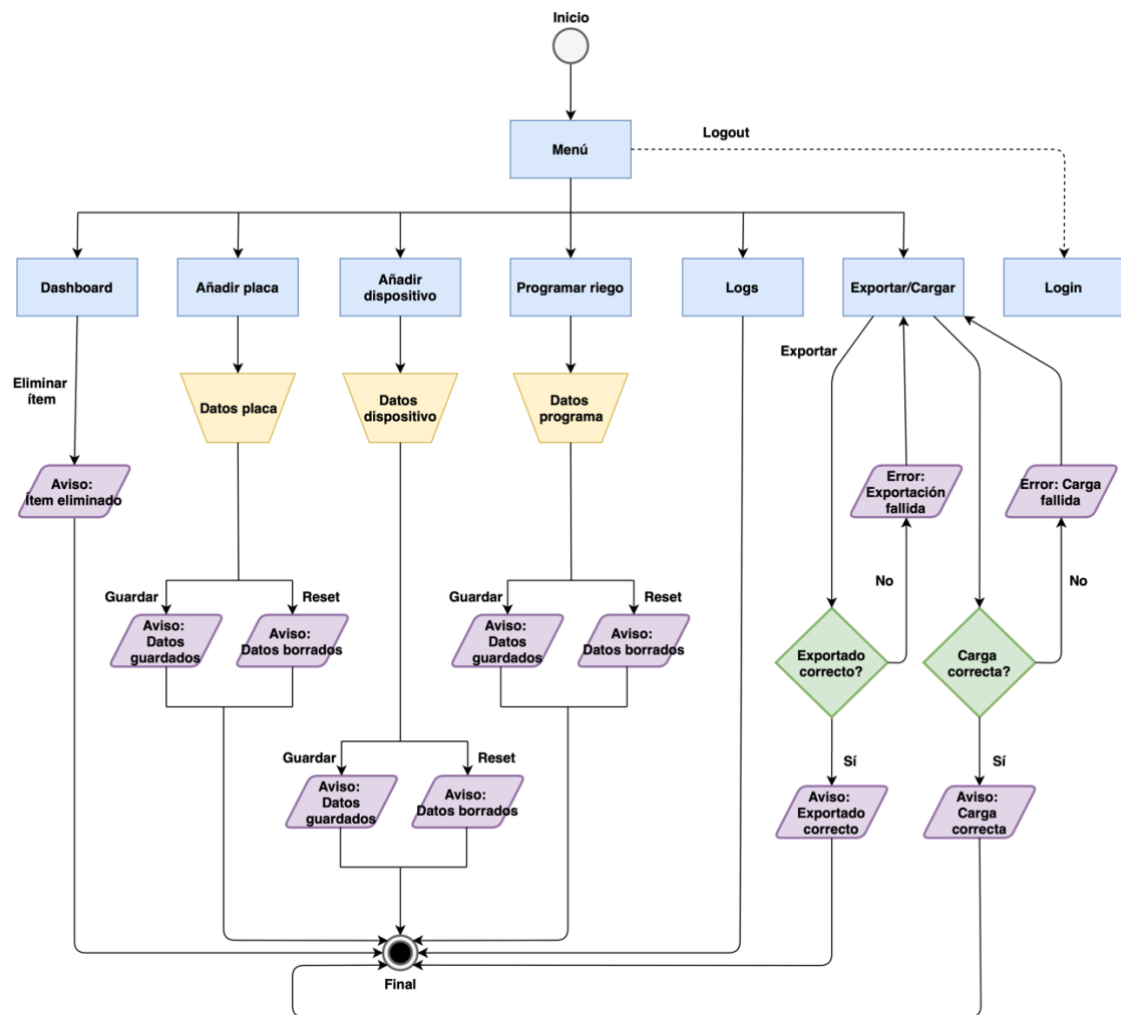 Inicio
Menú
Logout
Dashboard
Añadir placa
Añadir
dispositivo
Programar riego
Logs
Exportar/Cargar
Login
Exportar
Eliminar
ítem
Datos placa
Datos
dispositivo
Datos
programa
Aviso:
Ítem eliminado
Error:
Exportación
fallida
Error: Carga
fallida
No
No
Guardar
Reset
Guardar
Reset
Aviso:
Datos
guardados
Aviso:
Datos borrados
Aviso:
Datos
guardados
Aviso:
Datos borrados
Exportado
correcto?
Carga
correcta?
Guardar
Reset
Sí
Sí
Aviso:
Datos
guardados
Aviso:
Datos borrados
Aviso:
Exportado
correcto
Aviso:
Carga
correcta
Final